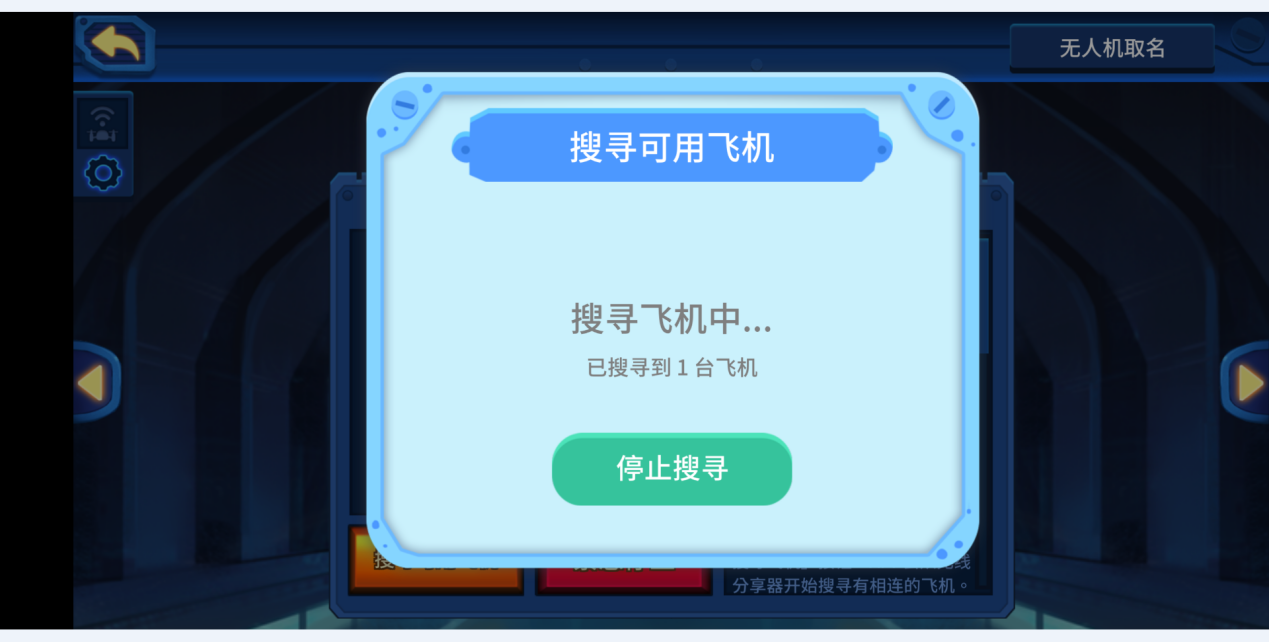 无人机取名
搜寻可用飞机
搜寻飞机中...
已搜寻到 1 台飞机
停止搜寻
分享器开始搜寻有相连的飞机。